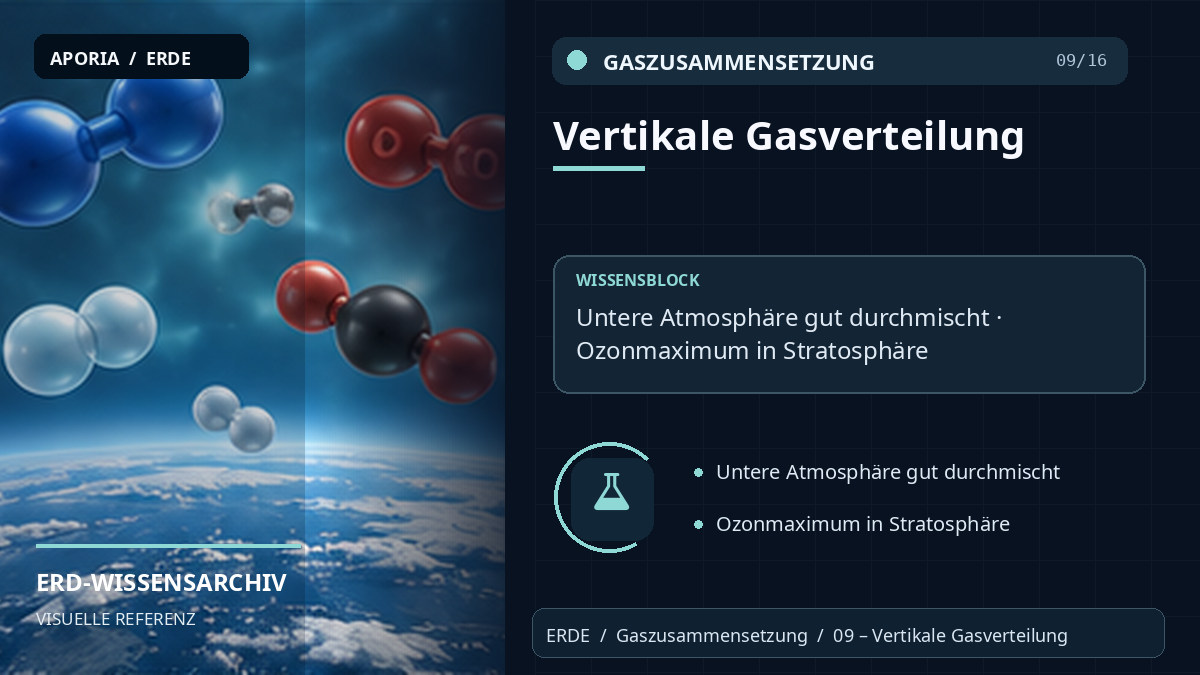 APORIA / ERDE
ERD-WISSENSARCHIV
VISUELLE REFERENZ
GASZUSAMMENSETZUNG 09/16
Vertikale Gasverteilung
WISSENSBLOCK
Untere Atmosphäre gut durchmischt ·
Ozonmaximum in Stratosphäre
Untere Atmosphäre gut durchmischt
Ozonmaximum in Stratosphäre
ERDE / Gaszusammensetzung / 09 – Vertikale Gasverteilung